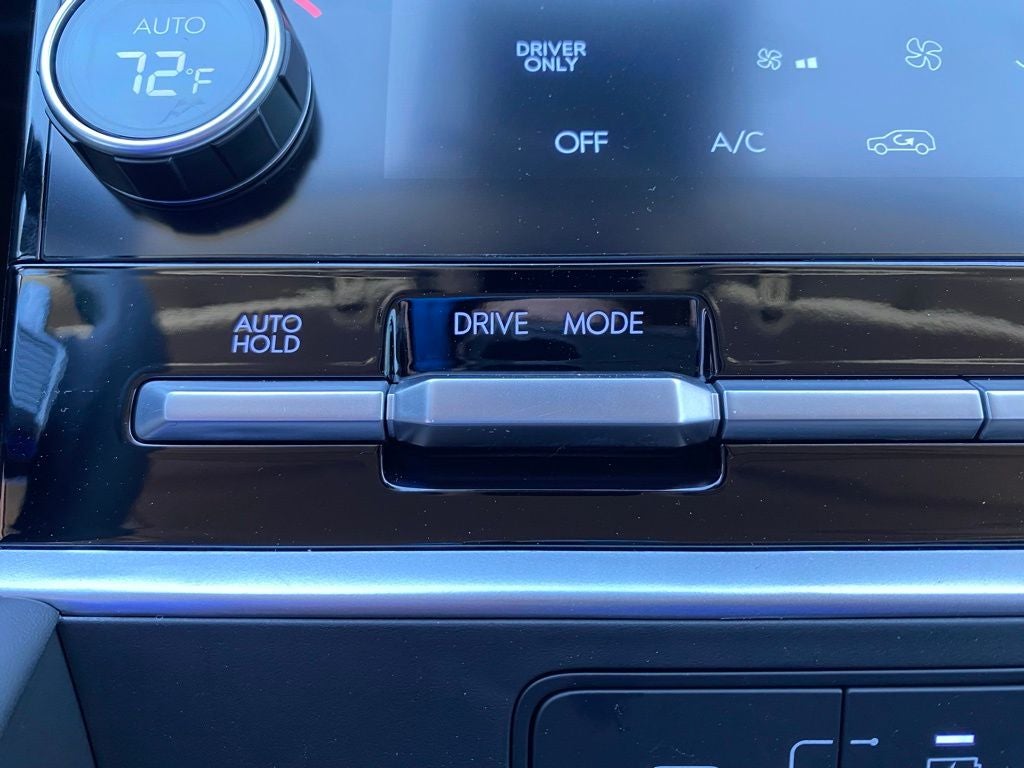 AUTO
72°F
DRIVER
ONLY
OFF
A/C
AUTO
HOLD
DRIVE MODE